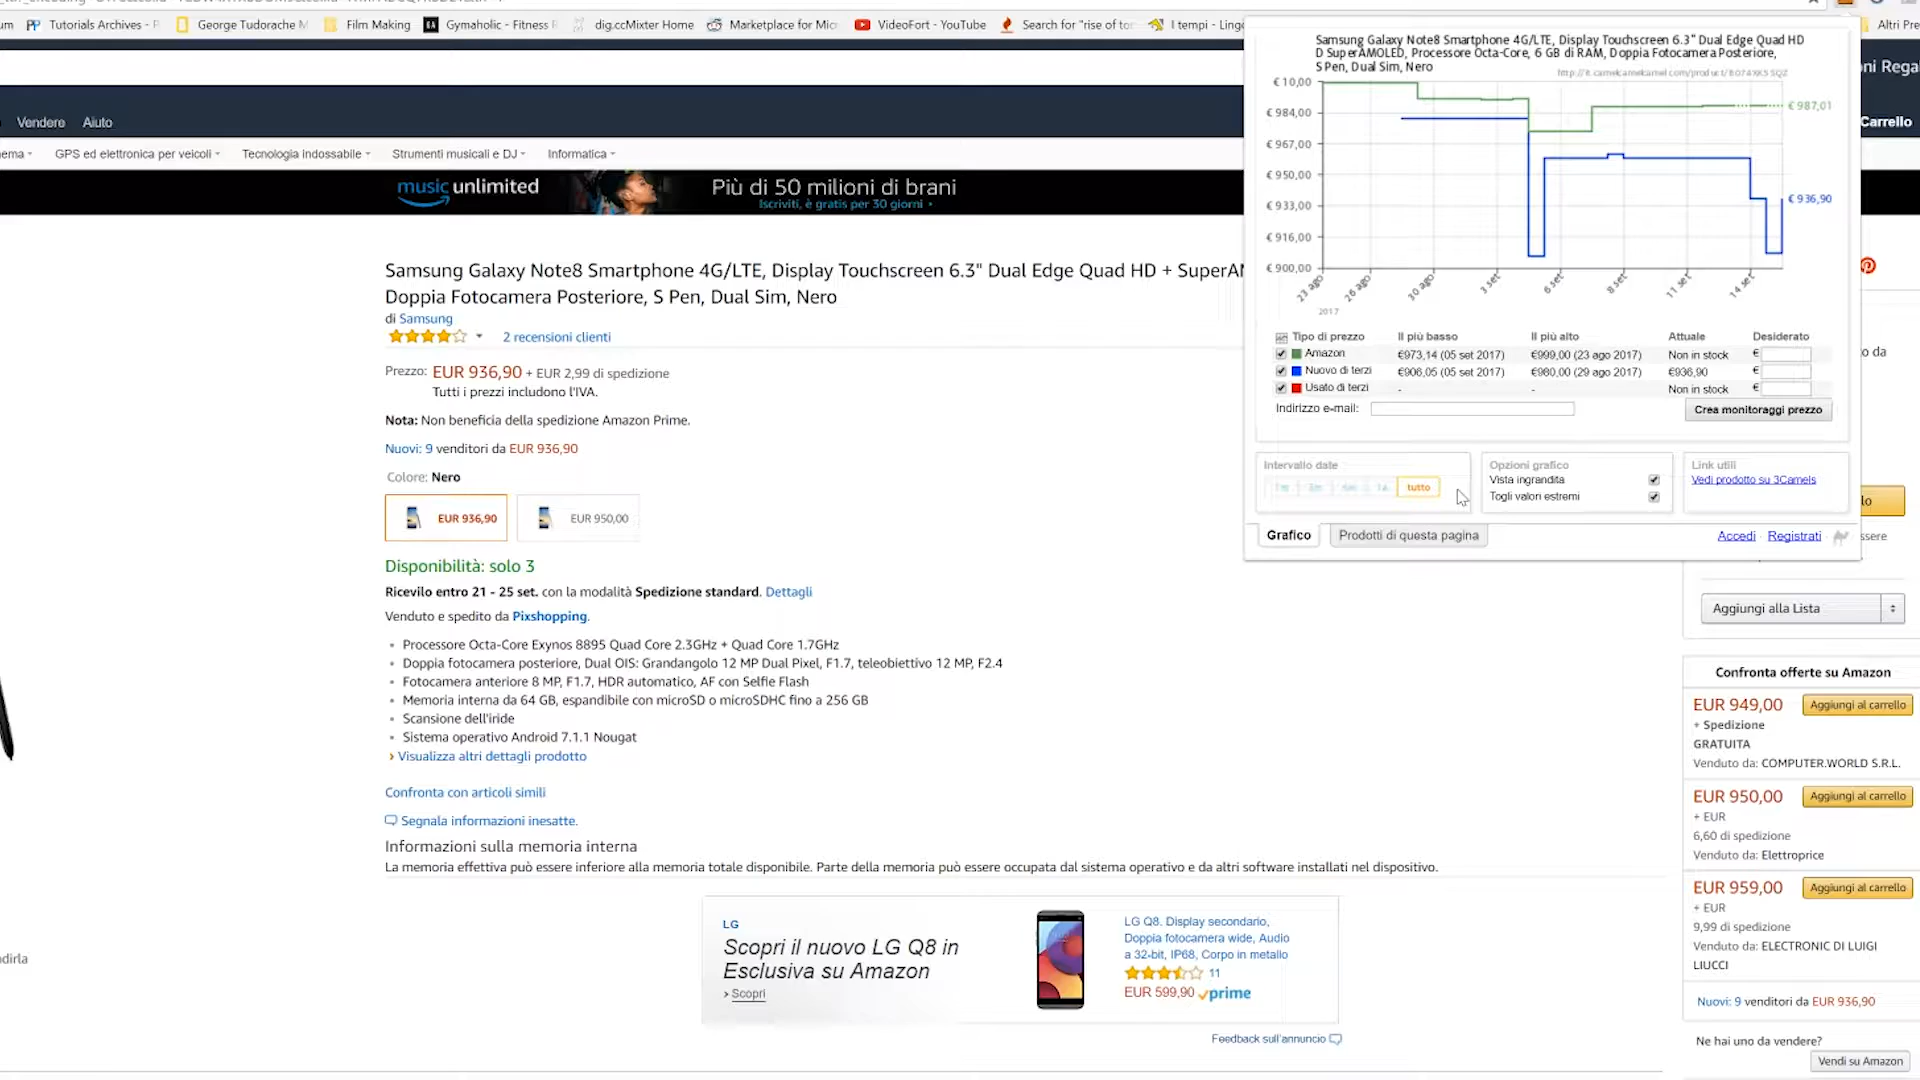 Tutorials Archives - P
George Tudorache M
Film Making
Gymaholic - Fitness F
dig.ccMixter Home
Marketplace for Mic
VideoFort - YouTube
Search for "rise of tor
I tempi - Linge
Altri Pre
ni Rega
Vendere
Aiuto
Carrello
ema
GPS ed elettronica per veicoli
Tecnologia indossabile
Strumenti musicali e DJ
Informatica
music unlimited
Più di 50 milioni di brani
Iscriviti, è gratis per 30 giorni
Samsung Galaxy Note8 Smartphone 4G/LTE, Display Touchscreen 6.3" Dual Edge Quad HD + SuperAM
Doppia Fotocamera Posteriore, S Pen, Dual Sim, Nero
di Samsung
2 recensioni clienti
Prezzo: EUR 936,90 + EUR 2,99 di spedizione
Tutti i prezzi includono l'IVA.
Nota: Non beneficia della spedizione Amazon Prime.
Nuovi: 9 venditori da EUR 936,90
Colore: Nero
EUR 936,90
EUR 950,00
Disponibilità: solo 3
Ricevilo entro 21 - 25 set. con la modalità Spedizione standard. Dettagli
Venduto e spedito da Pixshopping.
Processore Octa-Core Exynos 8895 Quad Core 2.3GHz + Quad Core 1.7GHz
Doppia fotocamera posteriore, Dual OIS: Grandangolo 12 MP Dual Pixel, F1.7, teleobiettivo 12 MP, F2.4
Fotocamera anteriore 8 MP, F1.7, HDR automatico, AF con Selfie Flash
Memoria interna da 64 GB, espandibile con microSD o microSDHC fino a 256 GB
Scansione dell'iride
Sistema operativo Android 7.1.1 Nougat
› Visualizza altri dettagli prodotto
Confronta con articoli simili
Segnala informazioni inesatte.
Informazioni sulla memoria interna
La memoria effettiva può essere inferiore alla memoria totale disponibile. Parte della memoria può essere occupata dal sistema operativo e da altri software installati nel dispositivo.
ndirla
LG
Scopri il nuovo LG Q8 in
Esclusiva su Amazon
› Scopri
LG Q8. Display secondario,
Doppia fotocamera wide, Audio
a 32-bit, IP68, Corpo in metallo
11
EUR 599,90 prime
Feedback sull'annuncio
Samsung Galaxy Note8 Smartphone 4G/LTE, Display Touchscreen 6.3" Dual Edge Quad HD
D SuperAMOLED, Processore Octa-Core, 6 GB di RAM, Doppia Fotocamera Posteriore,
S Pen, Dual Sim, Nero
€ 10,00
€ 984,00
€ 967,00
€ 950,00
€ 933,00
€ 916,00
€ 900,00
€ 987,01
€ 936,90
23 ago
26 ago
30 ago
3 set
6 set
8 set
11 set
14 set
2017
Tipo di prezzo Il più basso Il più alto Attuale Desiderato
Amazon €973,14 (05 set 2017) €999,00 (23 ago 2017) Non in stock €
Nuovo di terzi €906,05 (05 set 2017) €980,00 (29 ago 2017) €936,90 €
Usato di terzi - - Non in stock €
Indirizzo e-mail:
Crea monitoraggi prezzo
Intervallo date
1m 3m 6m 1a tutto
Opzioni grafico
Vista ingrandita
Togli valori estremi
Link utili
Vedi prodotto su 3Camels
Grafico
Prodotti di questa pagina
Accedi · Registrati
o da
lo
ssere
Aggiungi alla Lista
Confronta offerte su Amazon
EUR 949,00
Aggiungi al carrello
+ Spedizione
GRATUITA
Venduto da: COMPUTER.WORLD S.R.L.
EUR 950,00
Aggiungi al carrello
+ EUR
6,60 di spedizione
Venduto da: Elettroprice
EUR 959,00
Aggiungi al carrello
+ EUR
9,99 di spedizione
Venduto da: ELECTRONIC DI LUIGI
LIUCCI
Nuovi: 9 venditori da EUR 936,90
Ne hai uno da vendere?
Vendi su Amazon